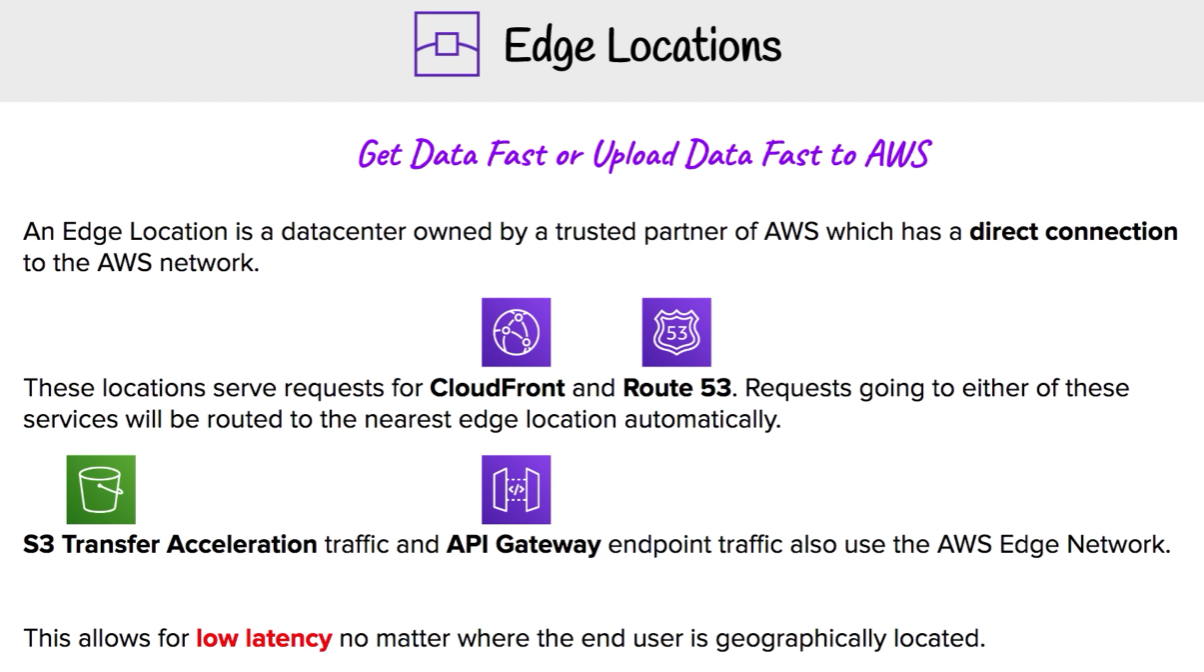 Edge Locations
Get Data Fast or Upload Data Fast to AWS
An Edge Location is a datacenter owned by a trusted partner of AWS which has a direct connection
to the AWS network.
53
These locations serve requests for CloudFront and Route 53. Requests going to either of these
services will be routed to the nearest edge location automatically.
</>
S3 Transfer Acceleration traffic and API Gateway endpoint traffic also use the AWS Edge Network.
This allows for low latency no matter where the end user is geographically located.